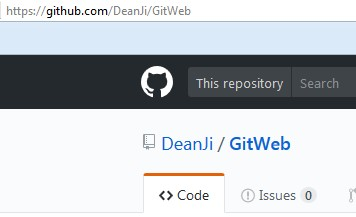 https://github.com/DeanJi/GitWeb
This repository Search
DeanJi / GitWeb
<> Code Issues 0